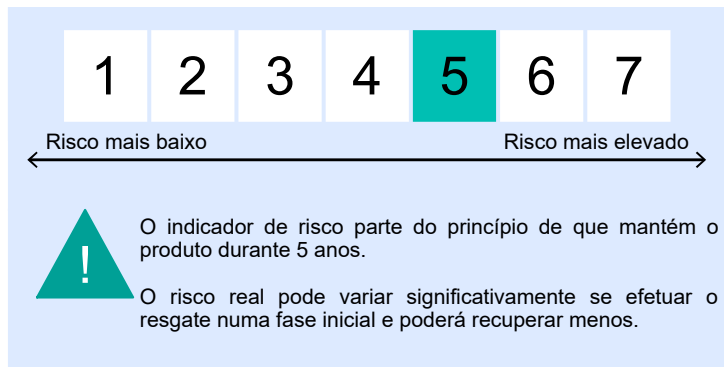 1 2 3 4 5 6 7
Risco mais baixo Risco mais elevado
! O indicador de risco parte do princípio de que mantém o
produto durante 5 anos.
O risco real pode variar significativamente se efetuar o
resgate numa fase inicial e poderá recuperar menos.